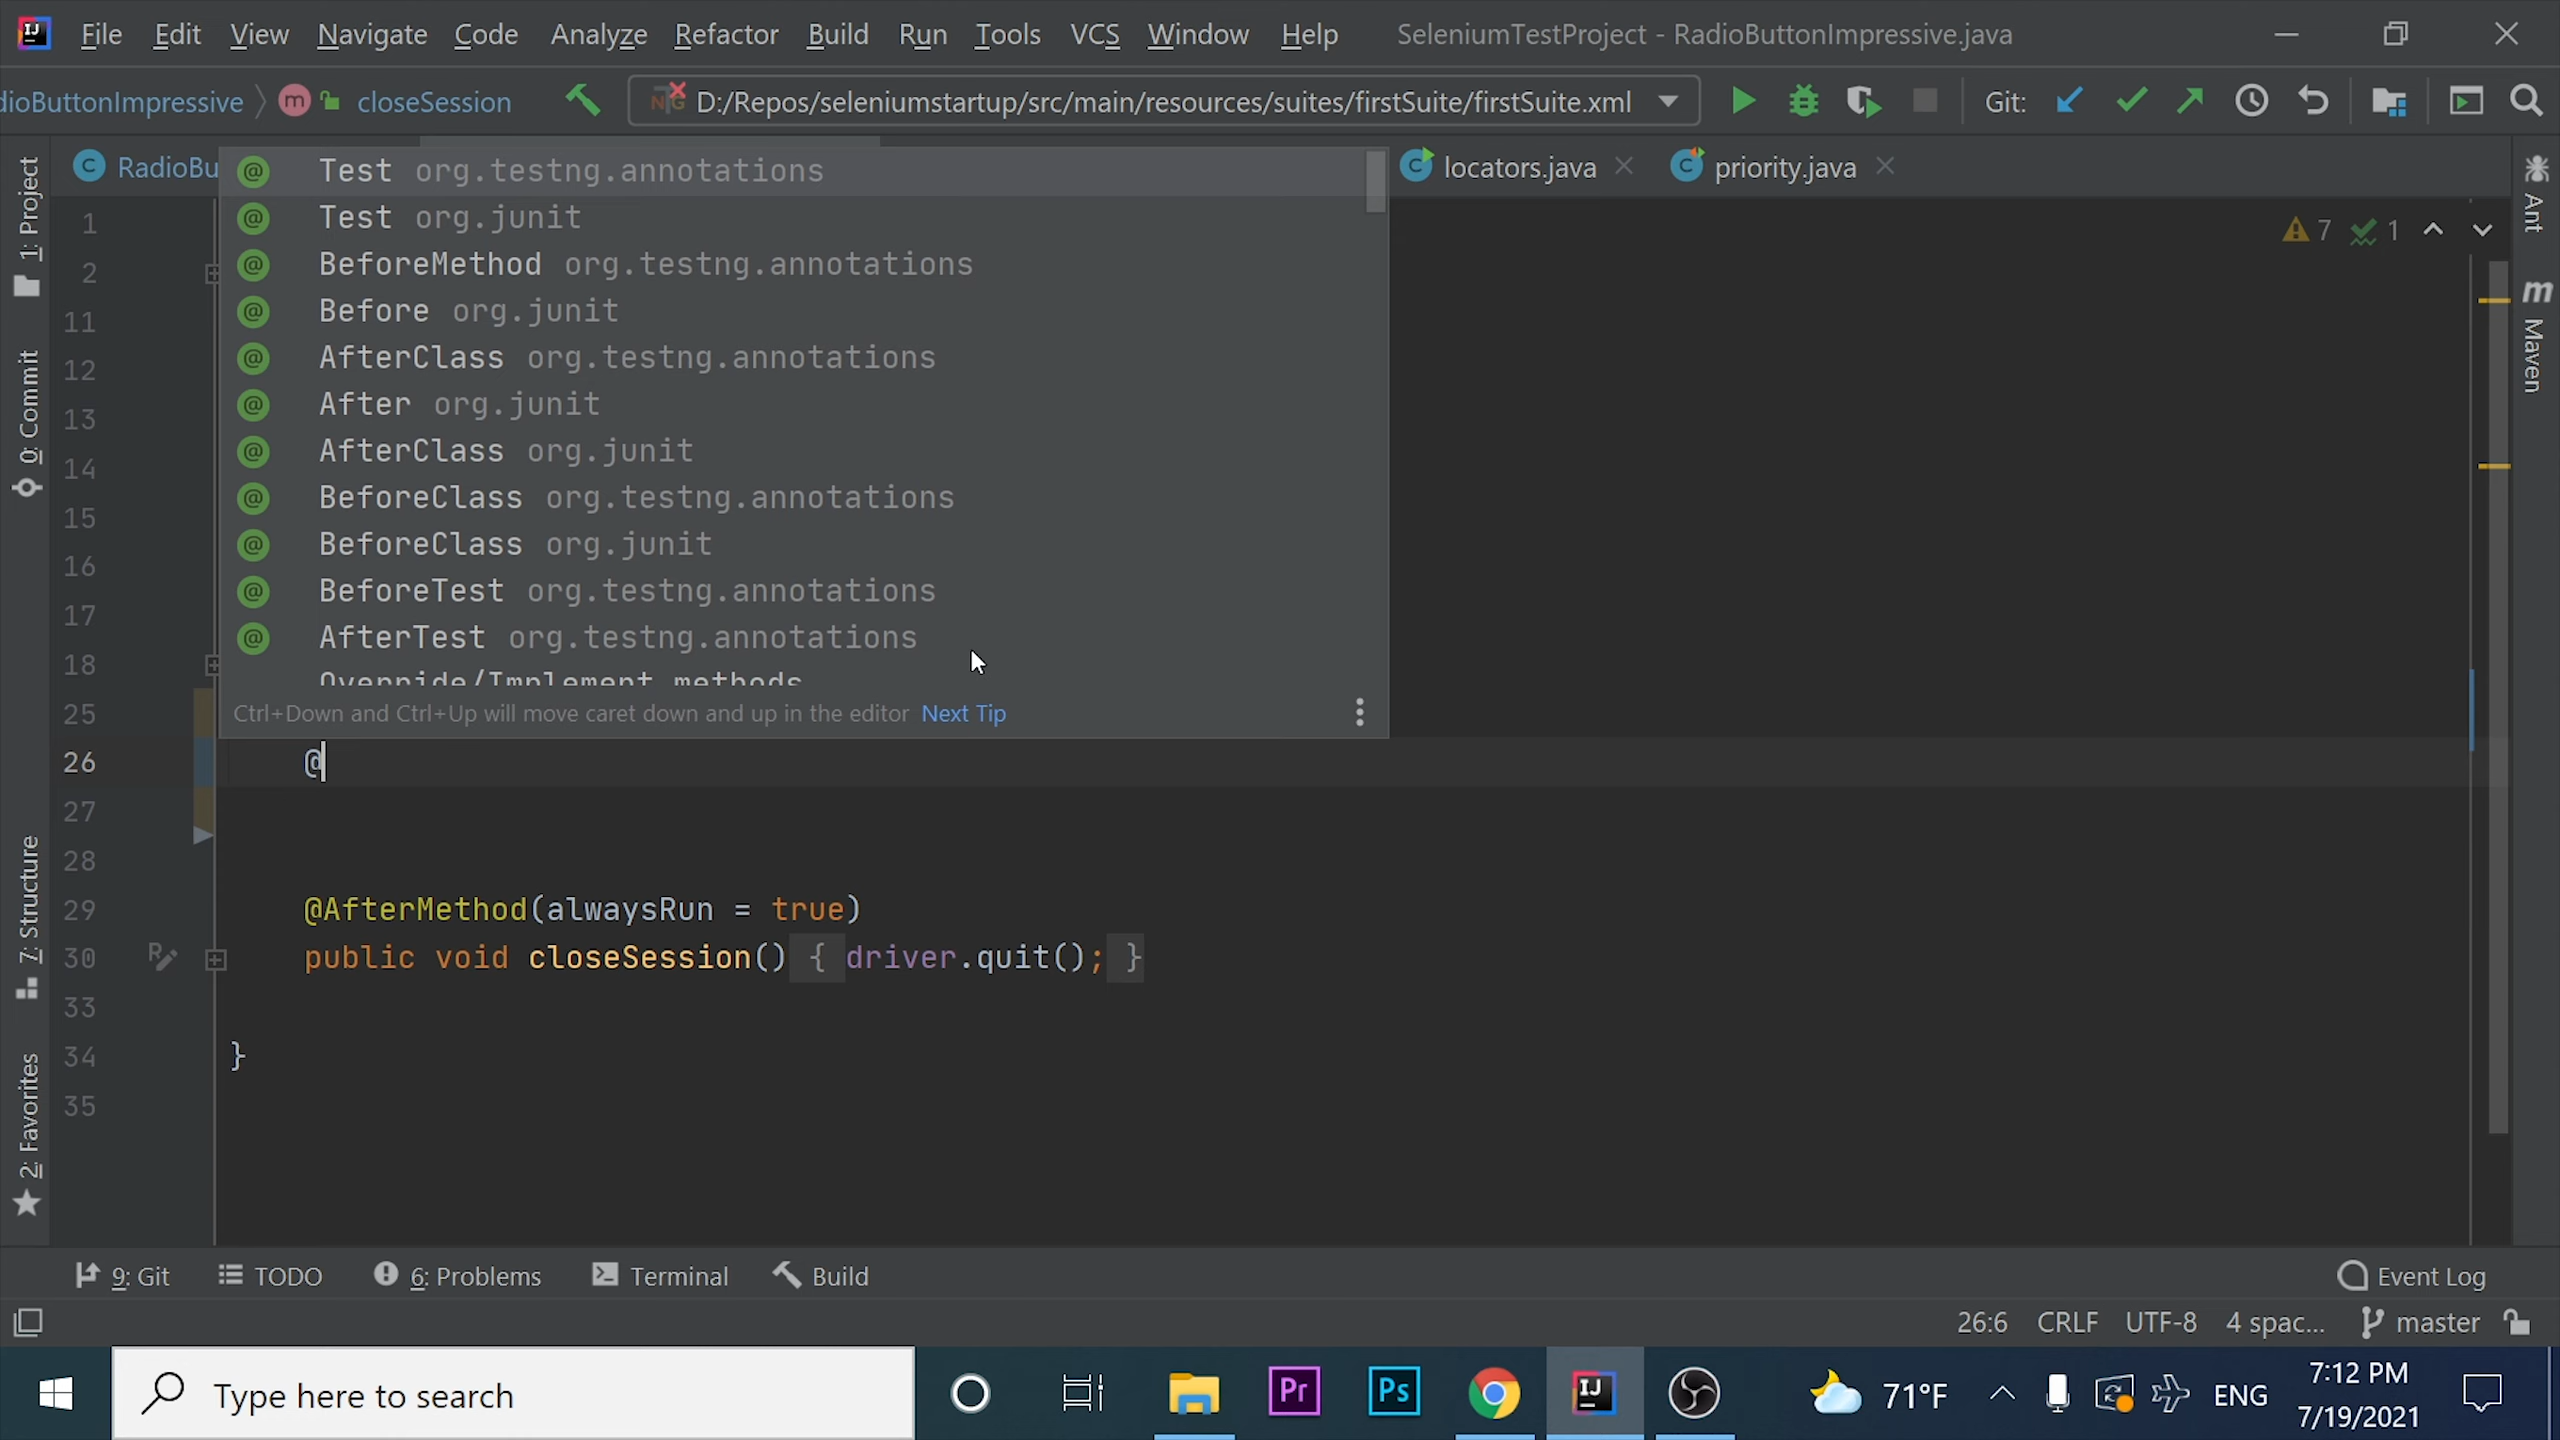 File Edit View Navigate Code Analyze Refactor Build Run Tools VCS Window Help SeleniumTestProject - RadioButtonImpressive.java
dioButtonImpressive closeSession D:/Repos/seleniumstartup/src/main/resources/suites/firstSuite/firstSuite.xml Git:
RadioBu locators.java priority.java
Test org.testng.annotations
Test org.junit
BeforeMethod org.testng.annotations
Before org.junit
AfterClass org.testng.annotations
After org.junit
AfterClass org.junit
BeforeClass org.testng.annotations
BeforeClass org.junit
BeforeTest org.testng.annotations
AfterTest org.testng.annotations
Override/Implement methods
Ctrl+Down and Ctrl+Up will move caret down and up in the editor Next Tip
7 1
1
2
11
12
13
14
15
16
17
18
25
26 @
27
28
29 @AfterMethod(alwaysRun = true)
30 public void closeSession() { driver.quit(); }
33
34 }
35
1: Project
0: Commit
7: Structure
2: Favorites
Ant
m Maven
9: Git TODO 6: Problems Terminal Build Event Log
26:6 CRLF UTF-8 4 spac... master
Type here to search Pr Ps IJ 71°F ENG 7:12 PM
7/19/2021